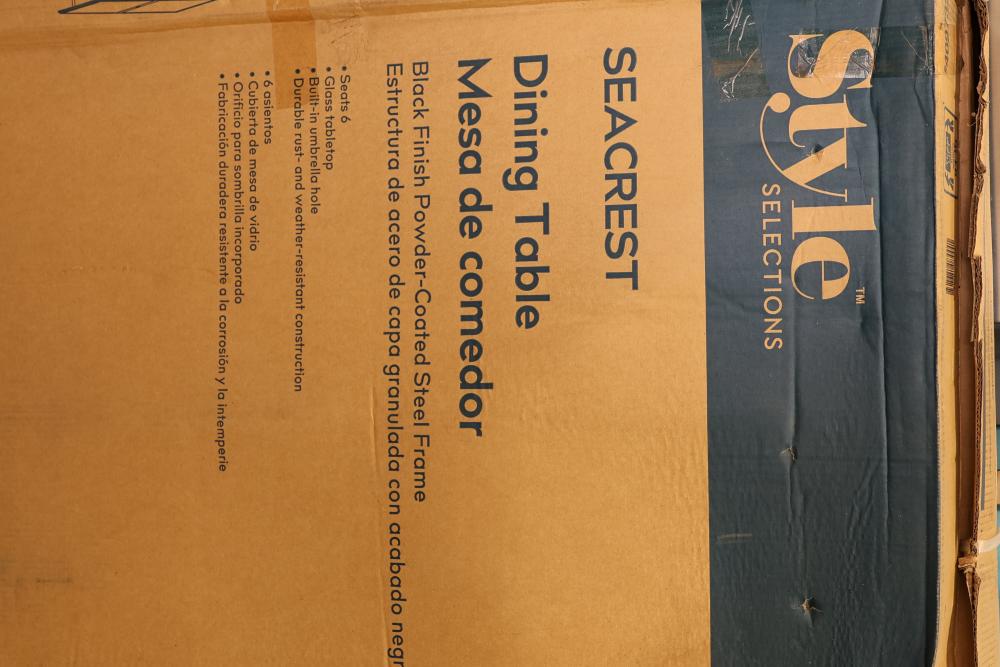 Style™
SELECTIONS
SEACREST
Dining Table
Mesa de comedor
Black Finish Powder-Coated Steel Frame
Estructura de acero de capa granulada con acabado negr
• Seats 6
• Glass tabletop
• Built-in umbrella hole
• Durable rust- and weather-resistant construction
• 6 asientos
• Cubierta de mesa de vidrio
• Orificio para sombrilla incorporado
• Fabricación duradera resistente a la corrosión y la intemperie